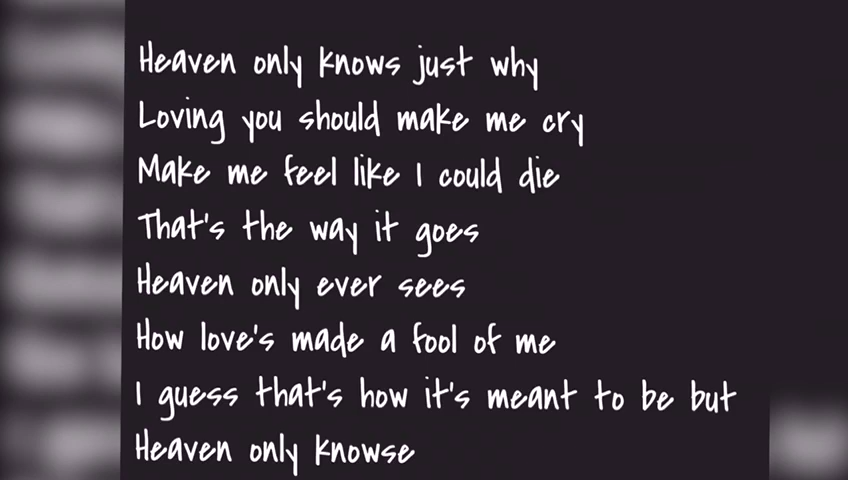 Heaven only knows just why
Loving you should make me cry
Make me feel like I could die
That's the way it goes
Heaven only ever sees
How love's made a fool of me
I guess that's how it's meant to be but
Heaven only knowse